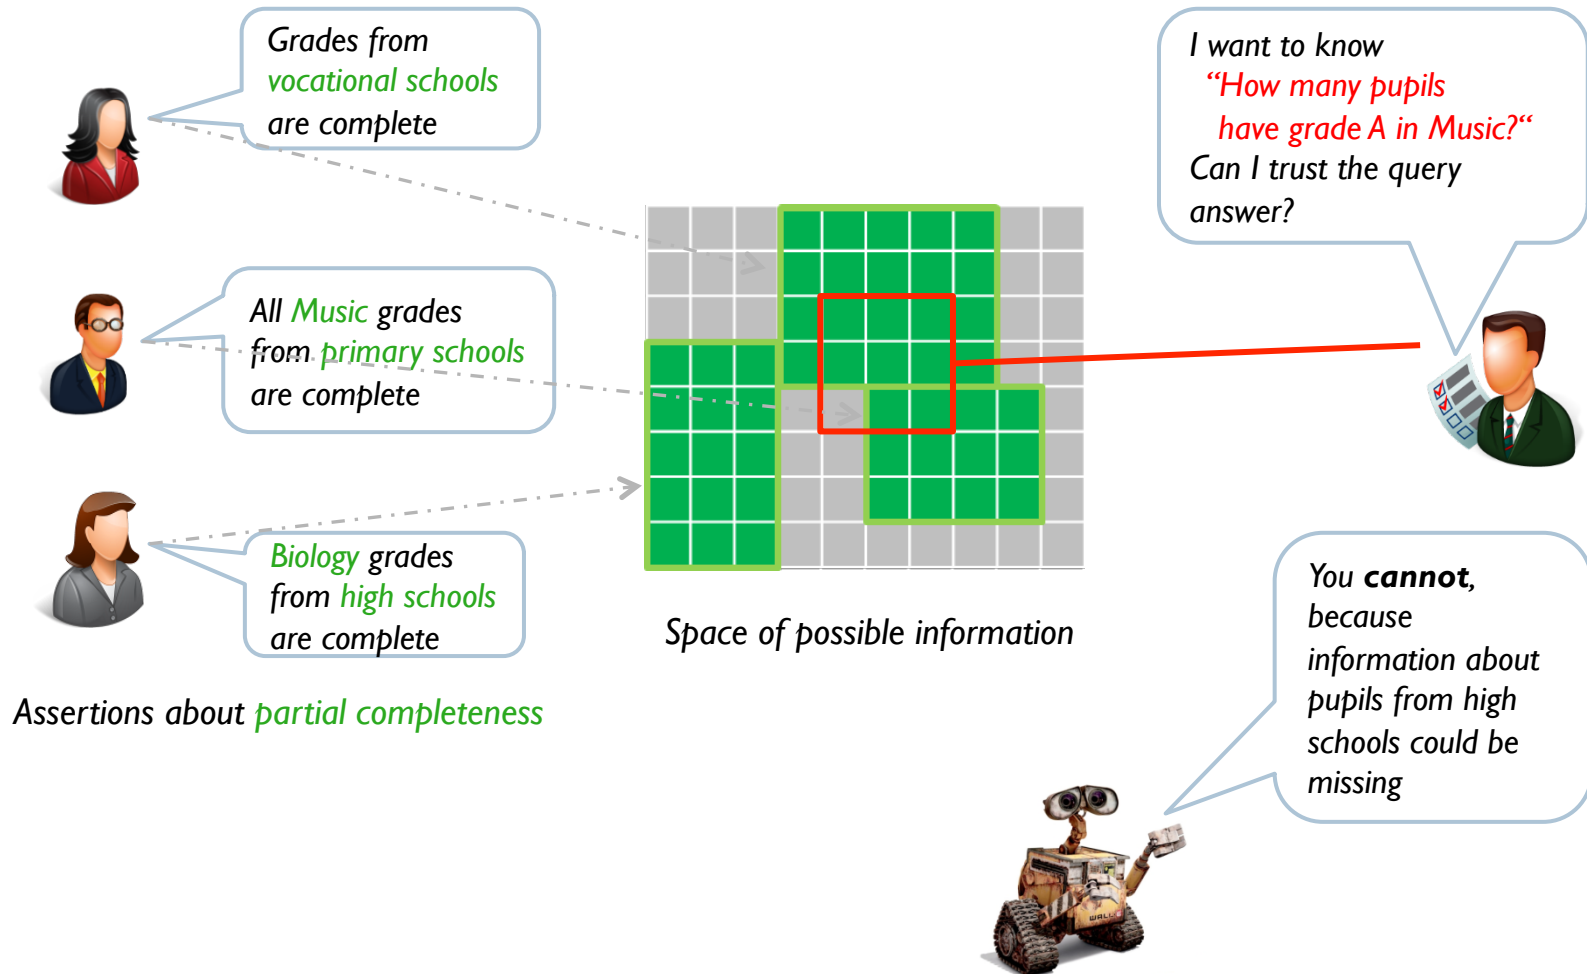 Grades from
vocational schools
are complete
All Music grades
from primary schools
are complete
Biology grades
from high schools
are complete
Assertions about partial completeness
Space of possible information
I want to know
“How many pupils
have grade A in Music?“
Can I trust the query
answer?
You cannot,
because
information about
pupils from high
schools could be
missing
WALL·E